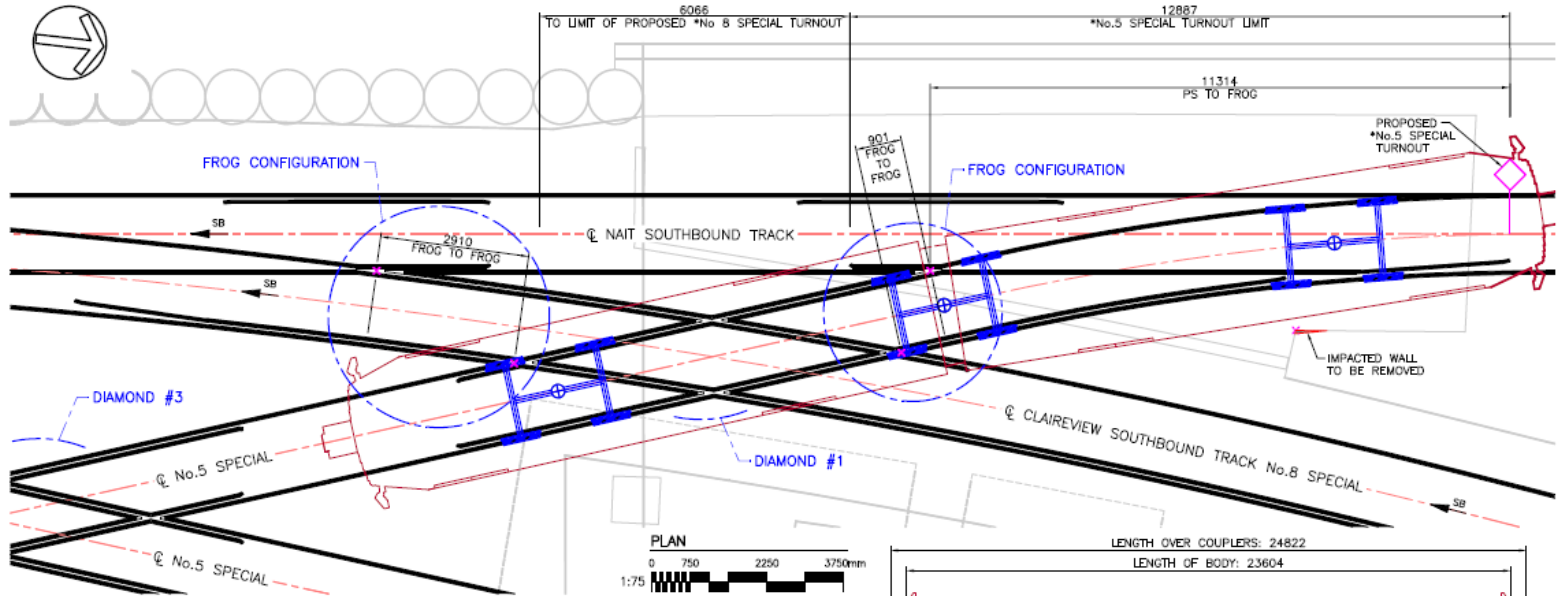 6066
TO LIMIT OF PROPOSED *No 8 SPECIAL TURNOUT
12887
*No.5 SPECIAL TURNOUT LIMIT
11314
PS TO FROG
PROPOSED
*No.5 SPECIAL
TURNOUT
901
FROG
TO
FROG
FROG CONFIGURATION
FROG CONFIGURATION
SB
℄ NAIT SOUTHBOUND TRACK
2910
FROG TO FROG
SB
IMPACTED WALL
TO BE REMOVED
DIAMOND #3
℄ CLAIREVIEW SOUTHBOUND TRACK No.8 SPECIAL
SB
DIAMOND #1
℄ No.5 SPECIAL
℄ No.5 SPECIAL
PLAN
0 750 2250 3750mm
1:75
LENGTH OVER COUPLERS: 24822
LENGTH OF BODY: 23604